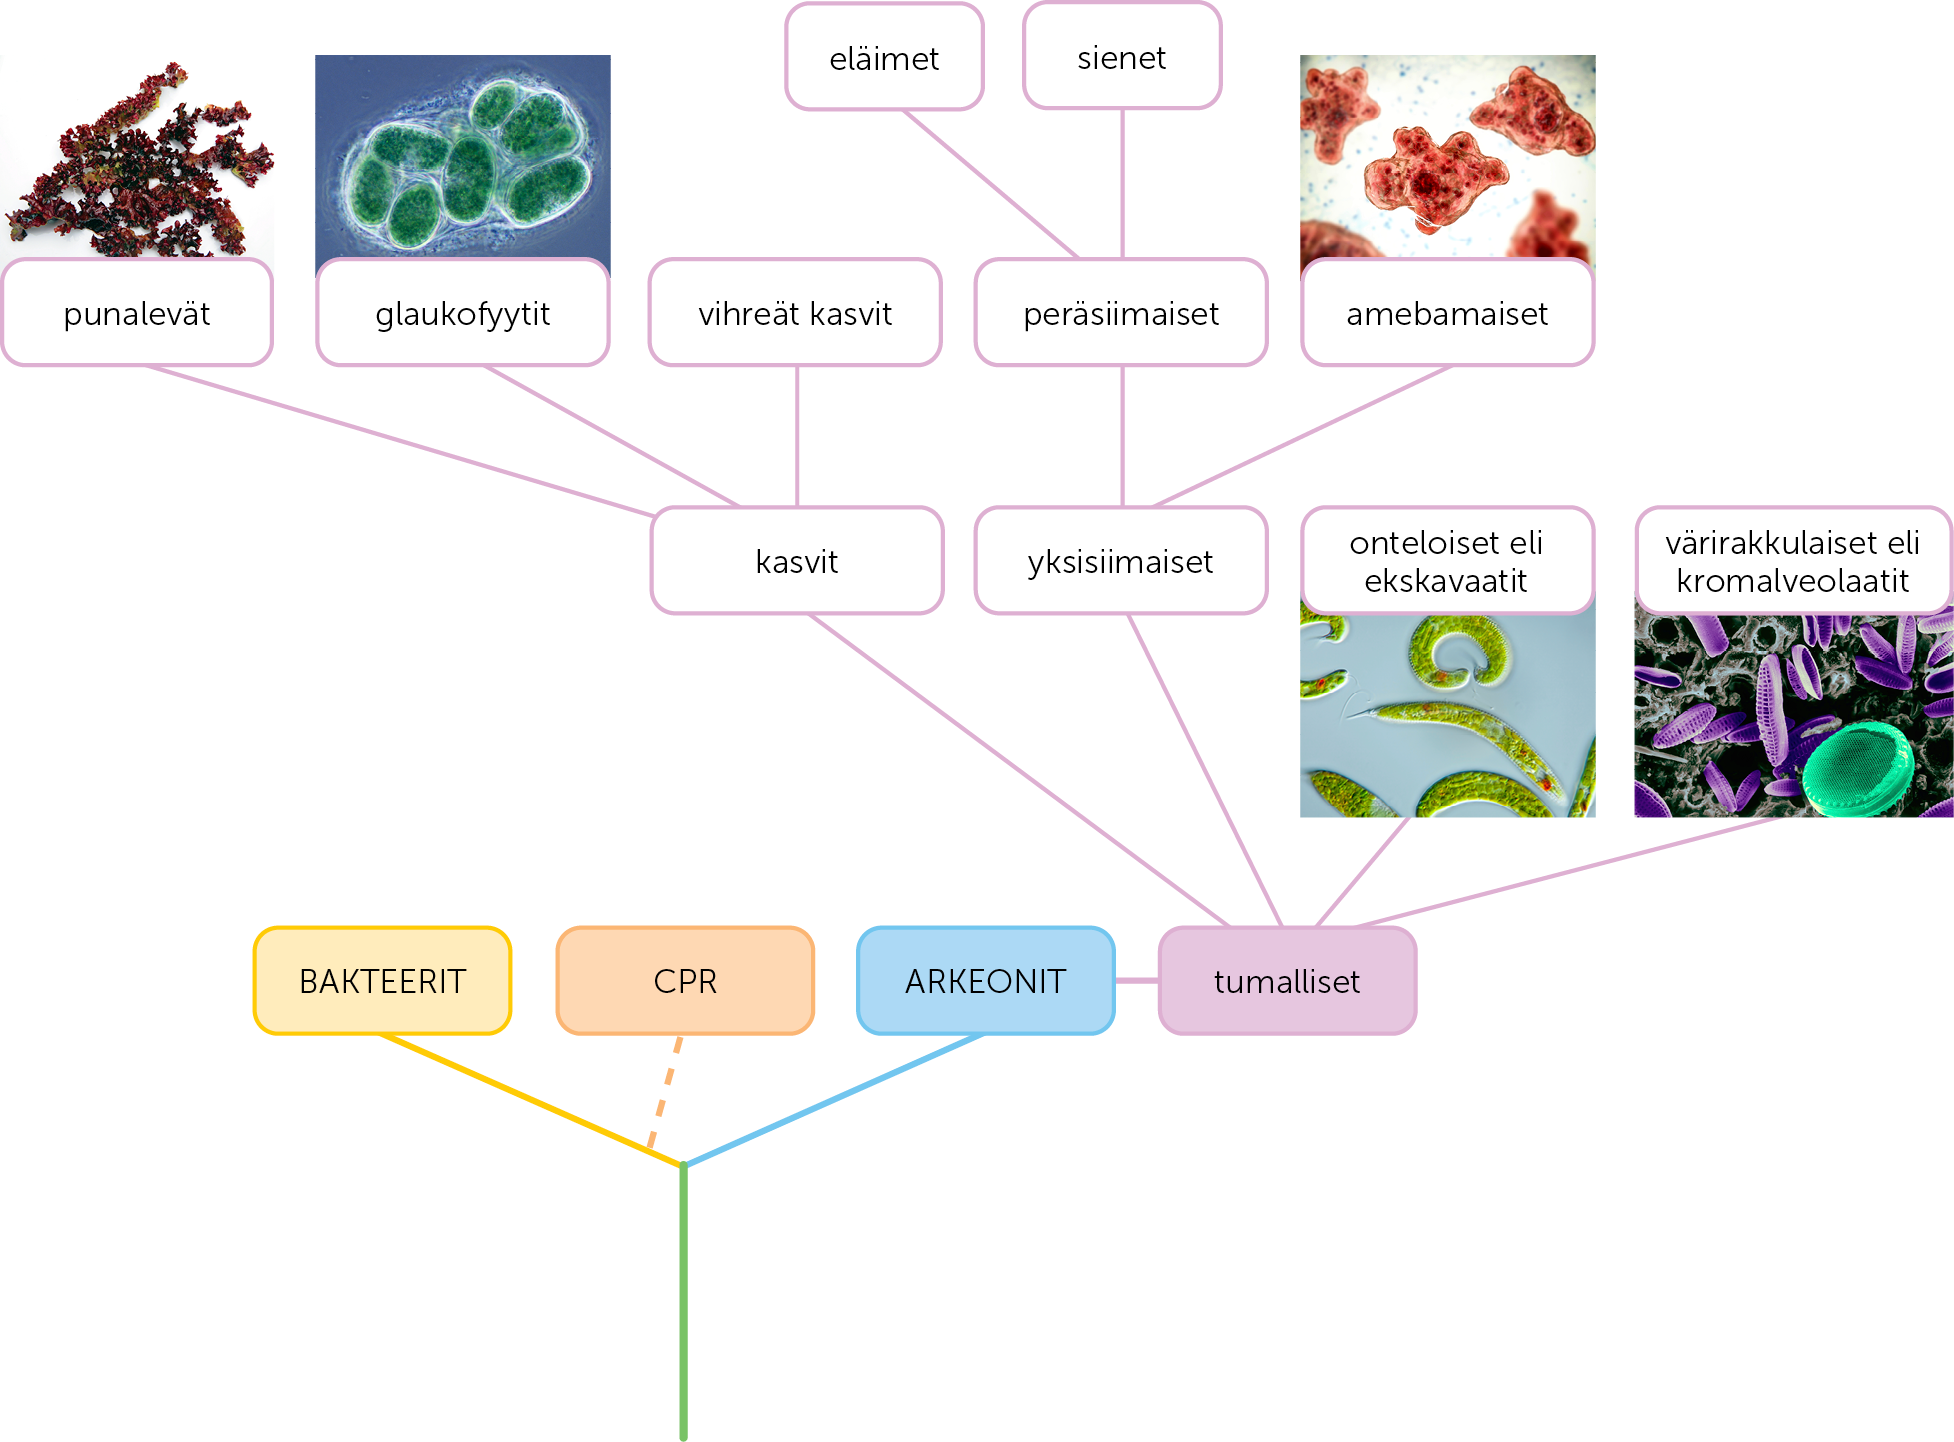 eläimet
sienet
punalevät
glaukofyytit
vihreät kasvit
peräsiimaiset
amebamaiset
kasvit
yksisiimaiset
onteloiset eli
ekskavaatit
värirakkulaiset eli
kromalveolaatit
BAKTEERIT
CPR
ARKEONIT
tumalliset